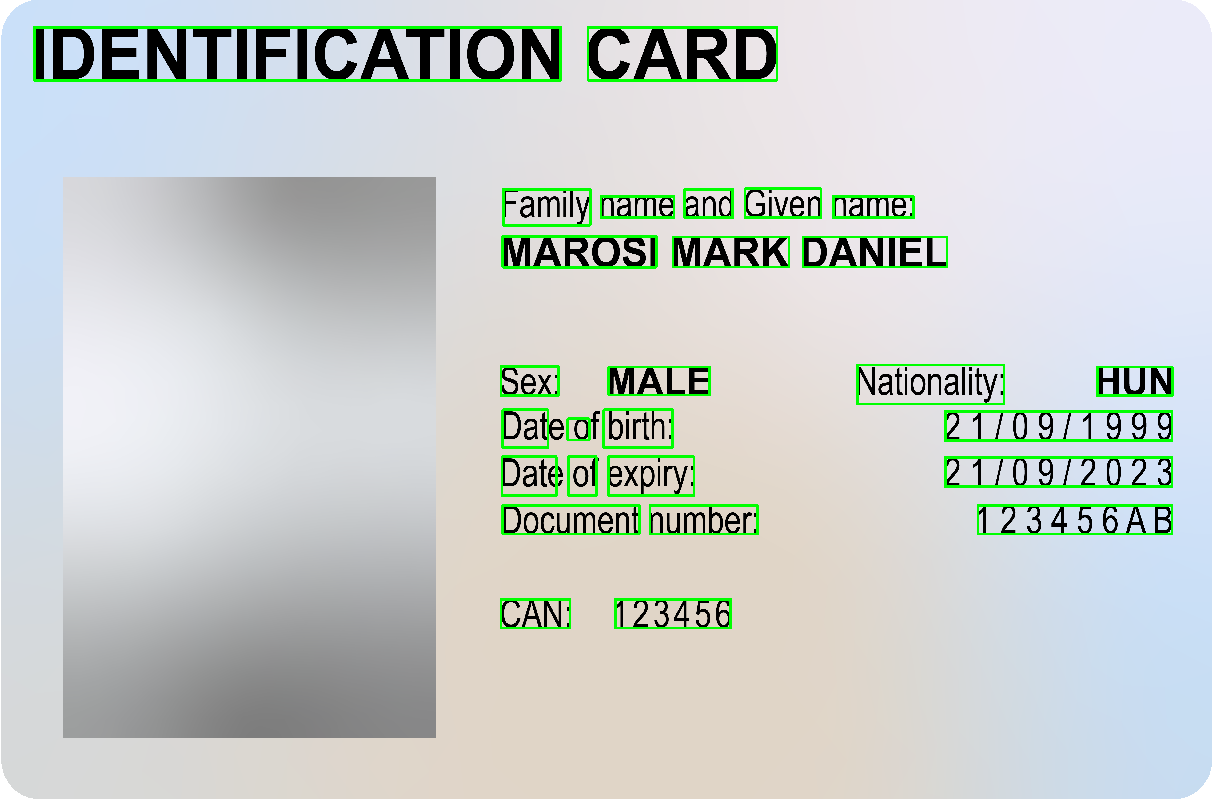 IDENTIFICATION CARD
Family name and Given name:
MAROSI MARK DANIEL
Sex: MALE Nationality: HUN
Date of birth: 21/09/1999
Date of expiry: 21/09/2023
Document number: 123456AB
CAN: 123456